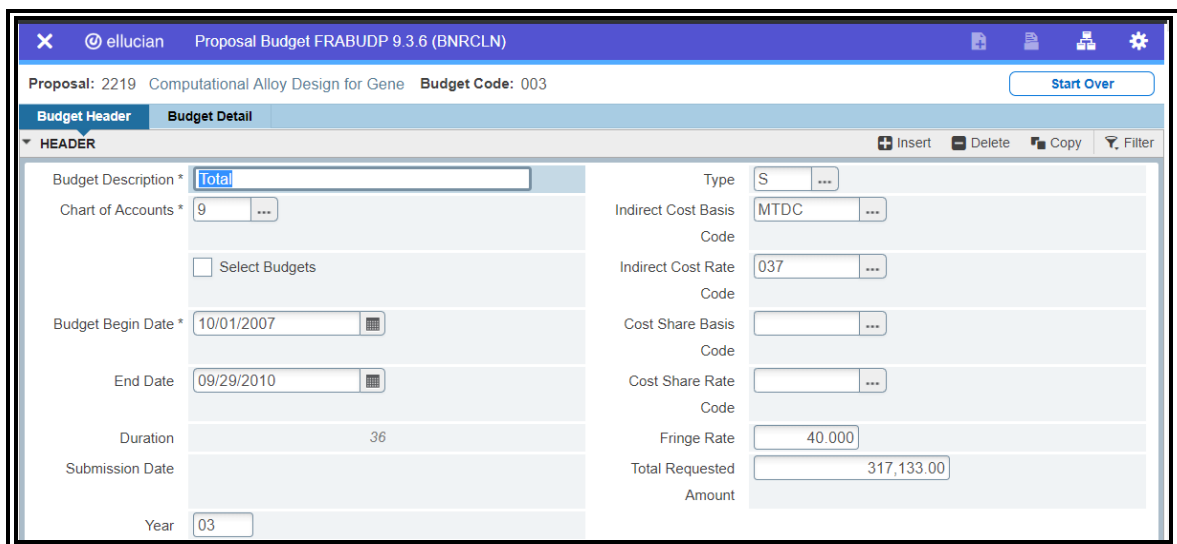 ellucian Proposal Budget FRABUDP 9.3.6 (BNRCLN)
Proposal: 2219 Computational Alloy Design for Gene Budget Code: 003 Start Over
Budget Header Budget Detail
HEADER Insert Delete Copy Filter
Budget Description * Total Type S ...
Chart of Accounts * 9 ... Indirect Cost Basis MTDC ...
Code
Select Budgets Indirect Cost Rate 037 ...
Code
Budget Begin Date * 10/01/2007 Cost Share Basis ...
Code
End Date 09/29/2010 Cost Share Rate ...
Code
Duration 36 Fringe Rate 40.000
Submission Date Total Requested 317,133.00
Amount
Year 03